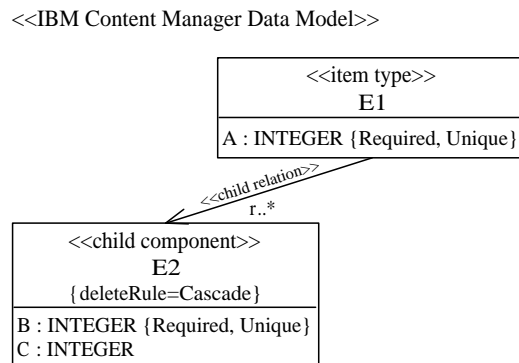 <<IBM Content Manager Data Model>>
<<item type>>
E1
A : INTEGER {Required, Unique}
<<child relation>>
r..*
<<child component>>
E2
{deleteRule=Cascade}
B : INTEGER {Required, Unique}
C : INTEGER